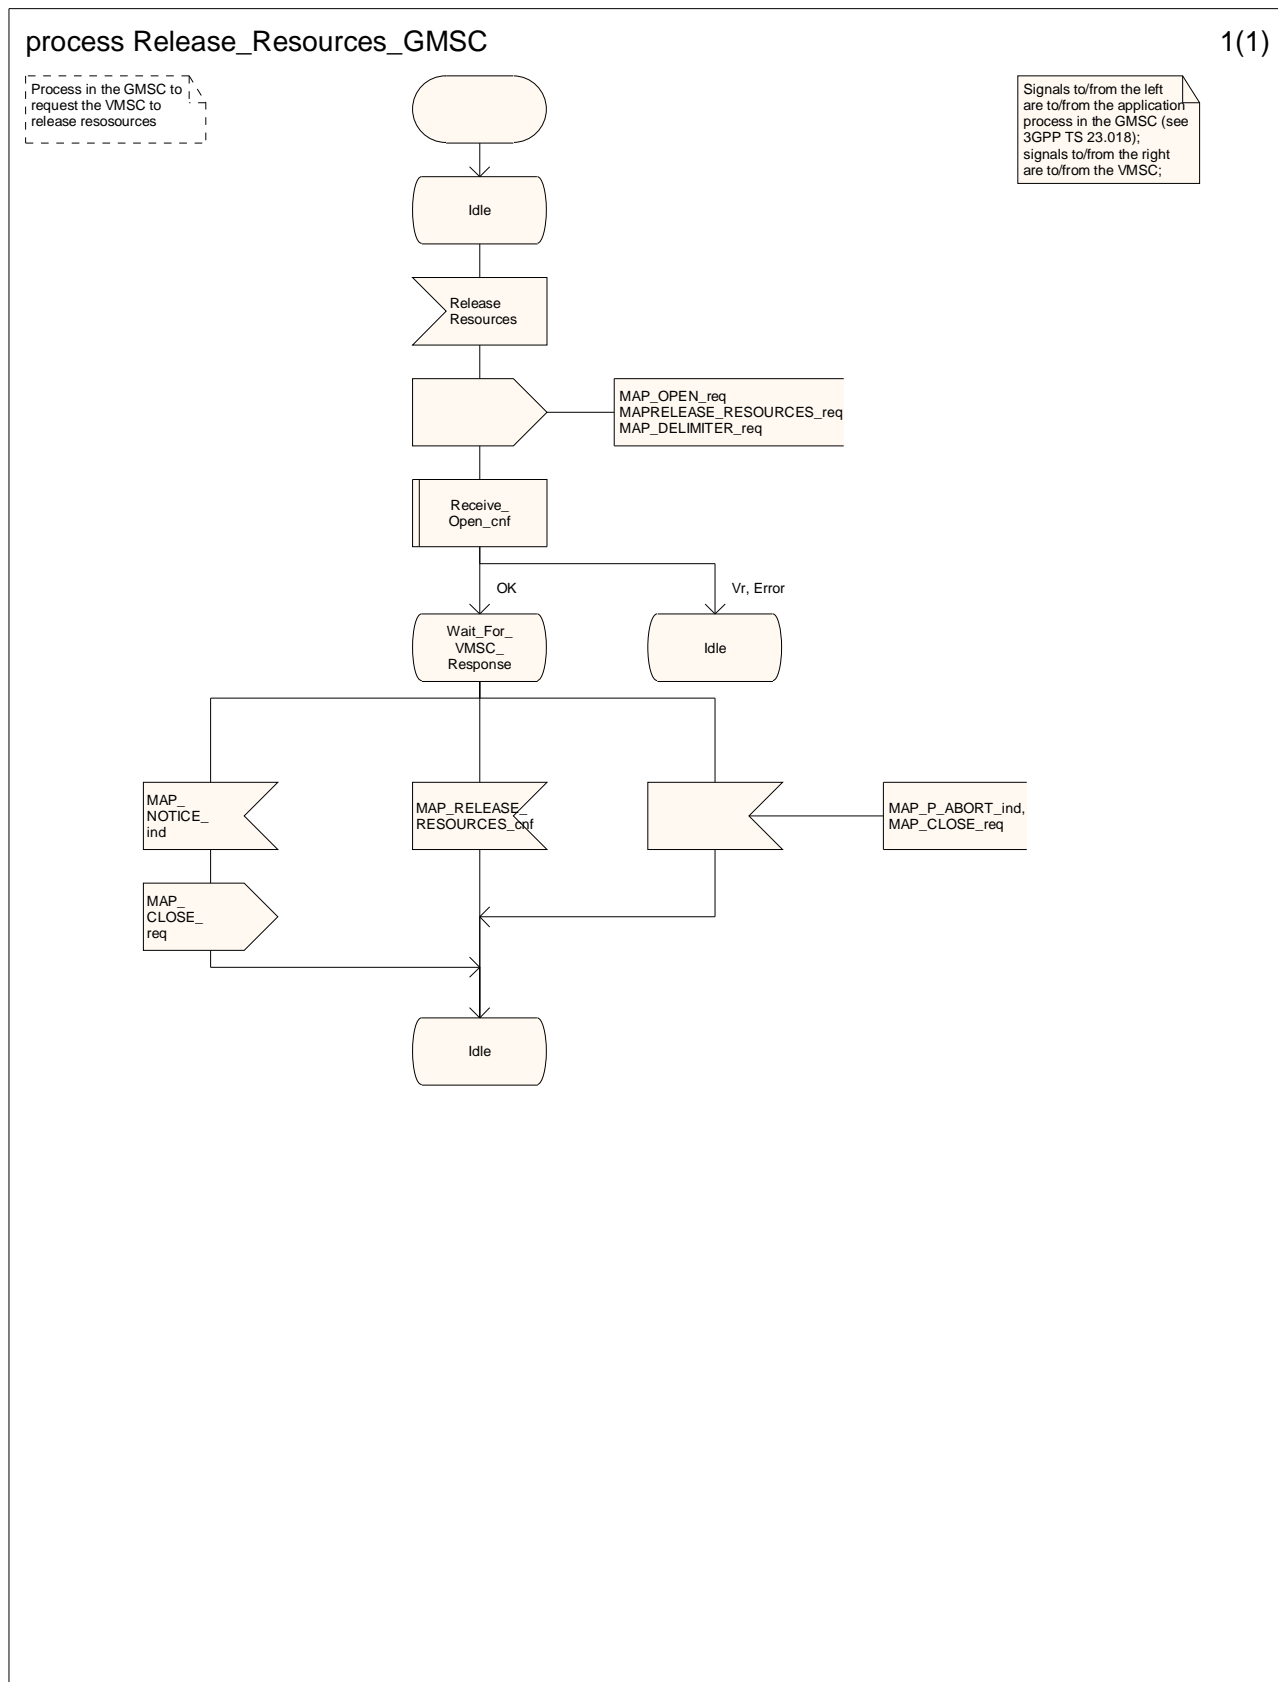 process Release_Resources_GMSC
1(1)
Process in the GMSC to
request the VMSC to
release resosources
Signals to/from the left
are to/from the application
process in the GMSC (see
3GPP TS 23.018);
signals to/from the right
are to/from the VMSC;
Idle
Release
Resources
MAP_OPEN_req
MAPRELEASE_RESOURCES_req
MAP_DELIMITER_req
Receive_
Open_cnf
OK
Vr, Error
Wait_For_
VMSC_
Response
Idle
MAP_
NOTICE_
ind
MAP_RELEASE_
RESOURCES_cnf
MAP_P_ABORT_ind,
MAP_CLOSE_req
MAP_
CLOSE_
req
Idle